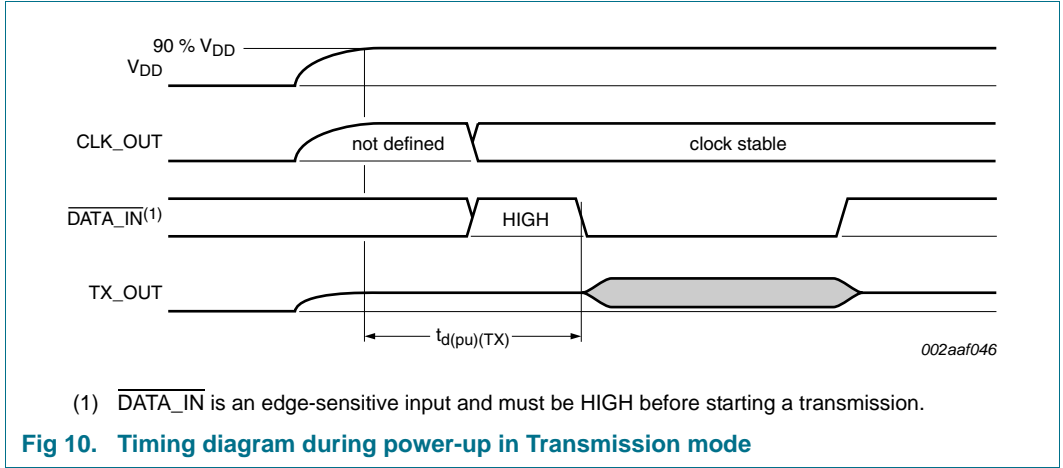 90 % VDD
VDD
CLK_OUT
not defined
clock stable
DATA_IN(1)
HIGH
TX_OUT
td(pu)(TX)
002aaf046
(1) DATA_IN is an edge-sensitive input and must be HIGH before starting a transmission.
Fig 10. Timing diagram during power-up in Transmission mode